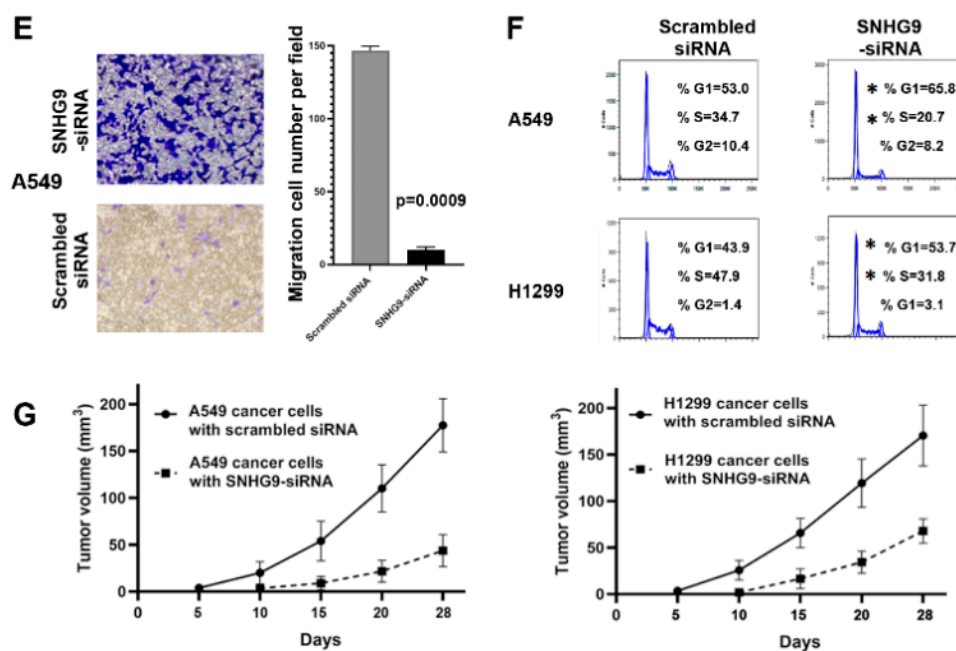 E
SNHG9
-siRNA
A549
Scrambled
siRNA
Migration cell number per field
150
100
50
0
p=0.0009
Scrambled siRNA
SNHG9-siRNA
F
Scrambled
siRNA
SNHG9
-siRNA
A549
% G1=53.0
% S=34.7
% G2=10.4
* % G1=65.8
* % S=20.7
% G2=8.2
H1299
% G1=43.9
% S=47.9
% G2=1.4
* % G1=53.7
* % S=31.8
% G1=3.1
G
Tumor volume (mm³)
200
150
100
50
0
A549 cancer cells
with scrambled siRNA
A549 cancer cells
with SNHG9-siRNA
0 5 10 15 20 28
Days
Tumor volume (mm³)
200
150
100
50
0
H1299 cancer cells
with scrambled siRNA
H1299 cancer cells
with SNHG9-siRNA
0 5 10 15 20 28
Days